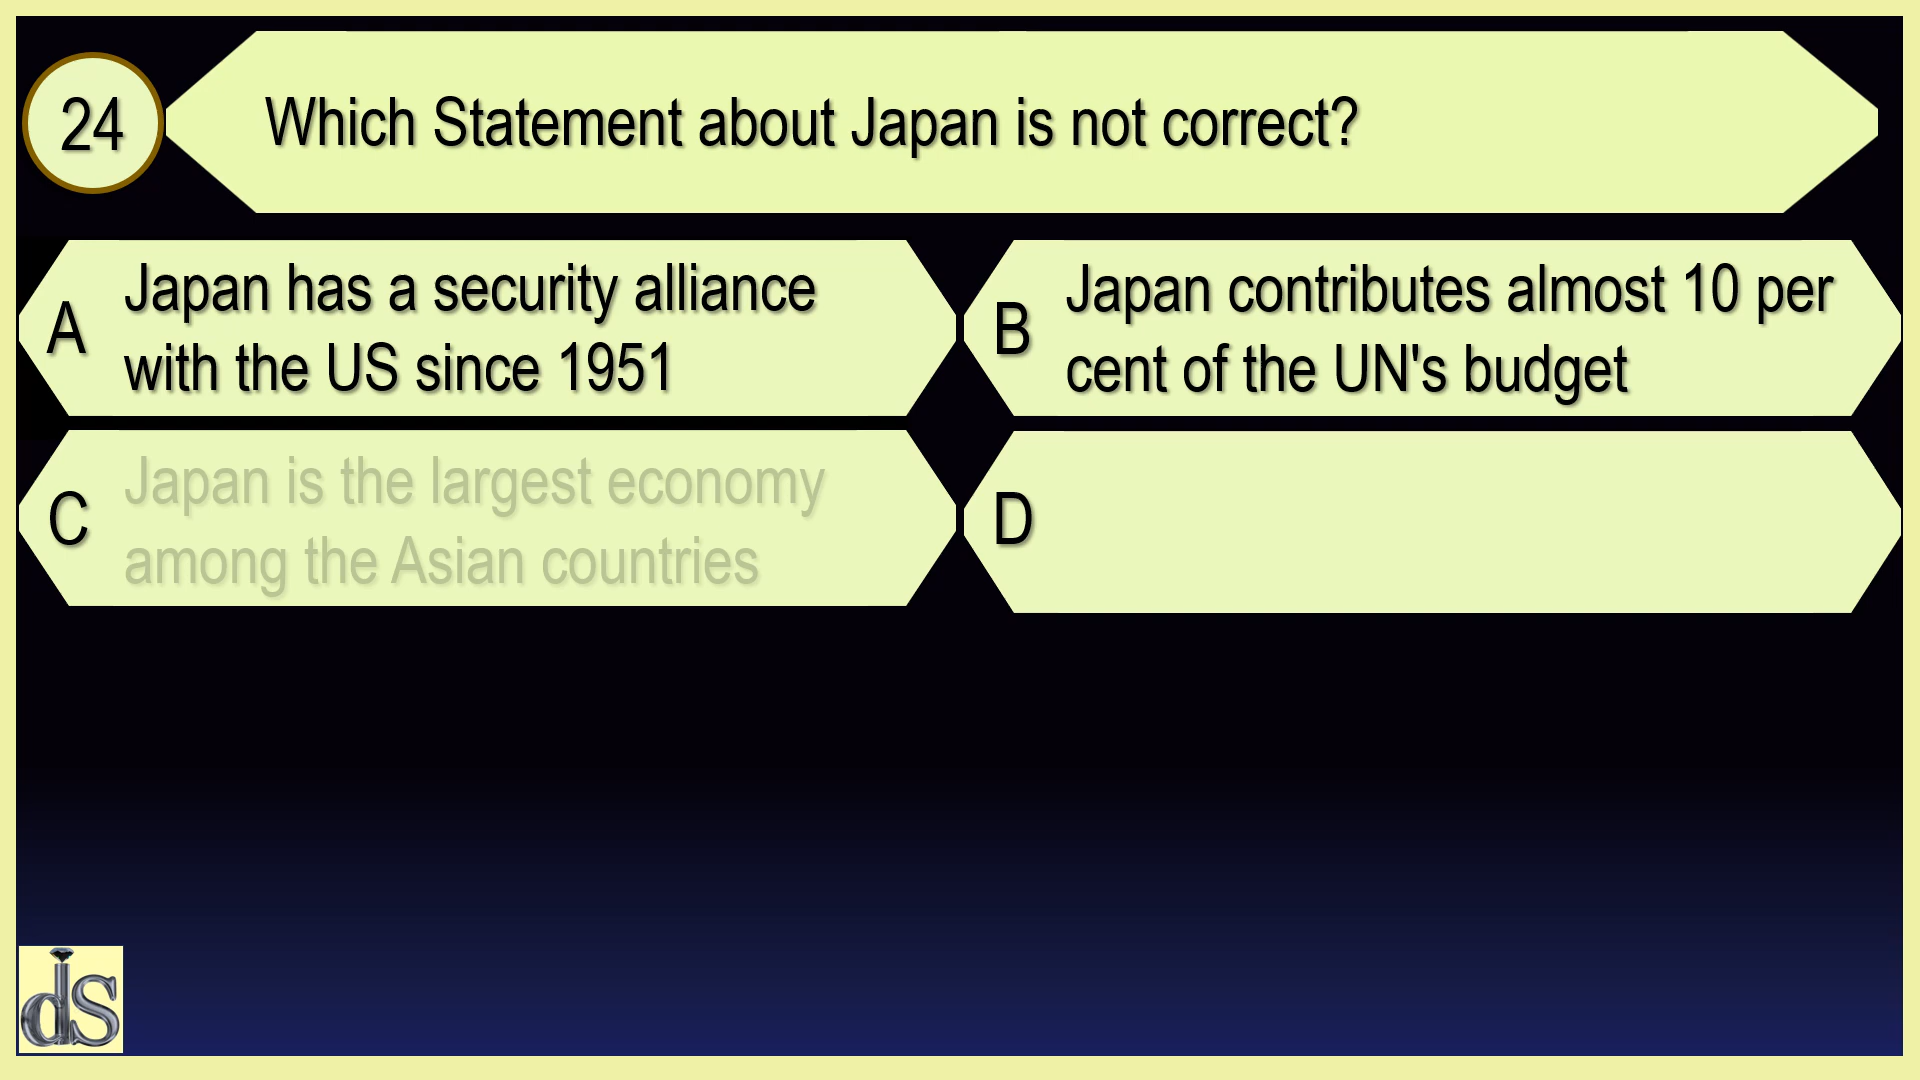 24
Which Statement about Japan is not correct?
A
Japan has a security alliance
with the US since 1951
B
Japan contributes almost 10 per
cent of the UN's budget
C
Japan is the largest economy
among the Asian countries
D
ds